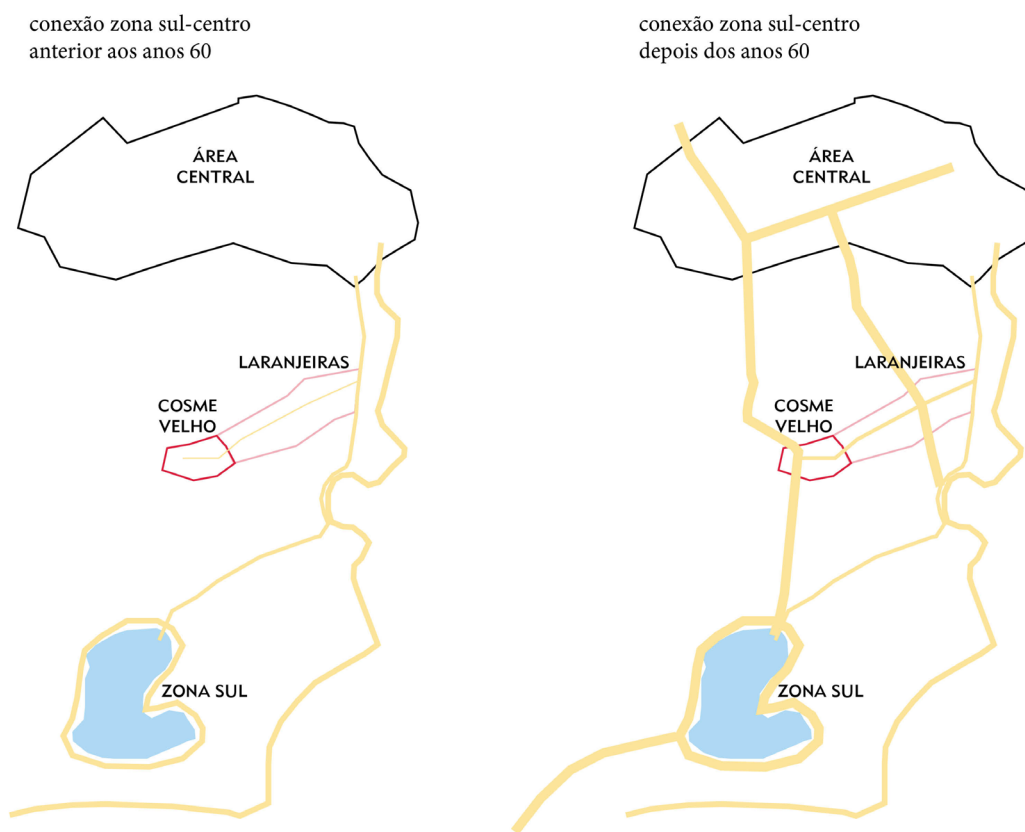 conexão zona sul-centro
anterior aos anos 60
ÁREA
CENTRAL
LARANJEIRAS
COSME
VELHO
ZONA SUL
conexão zona sul-centro
depois dos anos 60
ÁREA
CENTRAL
LARANJEIRAS
COSME
VELHO
ZONA SUL